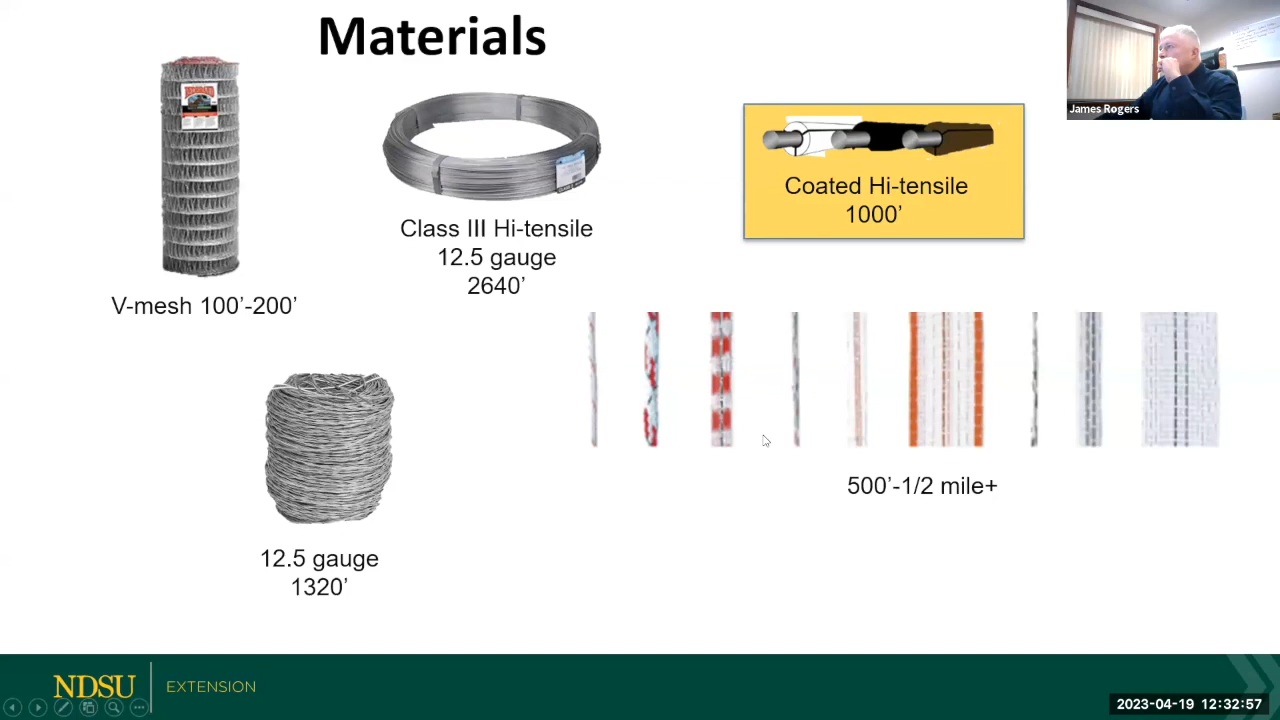 Materials
James Rogers
V-mesh 100’-200’
Class III Hi-tensile
12.5 gauge
2640’
Coated Hi-tensile
1000’
12.5 gauge
1320’
500’-1/2 mile+
NDSU
EXTENSION
2023-04-19 12:32:57